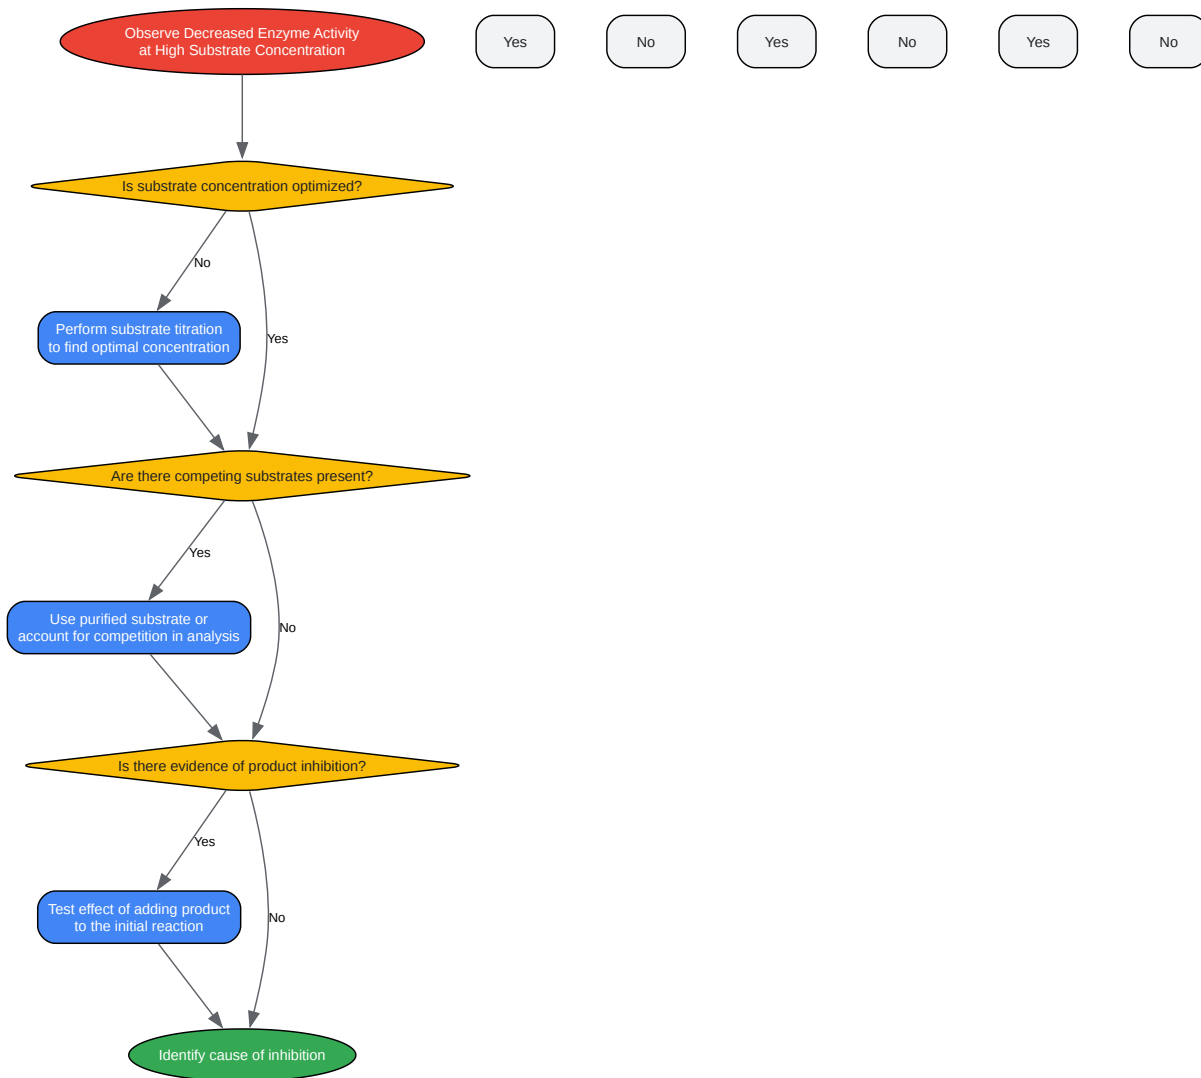 Observe Decreased Enzyme Activity
at High Substrate Concentration
Yes
No
Yes
No
Yes
No
Is substrate concentration optimized?
No
Perform substrate titration
to find optimal concentration
Yes
Are there competing substrates present?
Yes
Use purified substrate or
account for competition in analysis
No
Is there evidence of product inhibition?
Yes
Test effect of adding product
to the initial reaction
No
Identify cause of inhibition